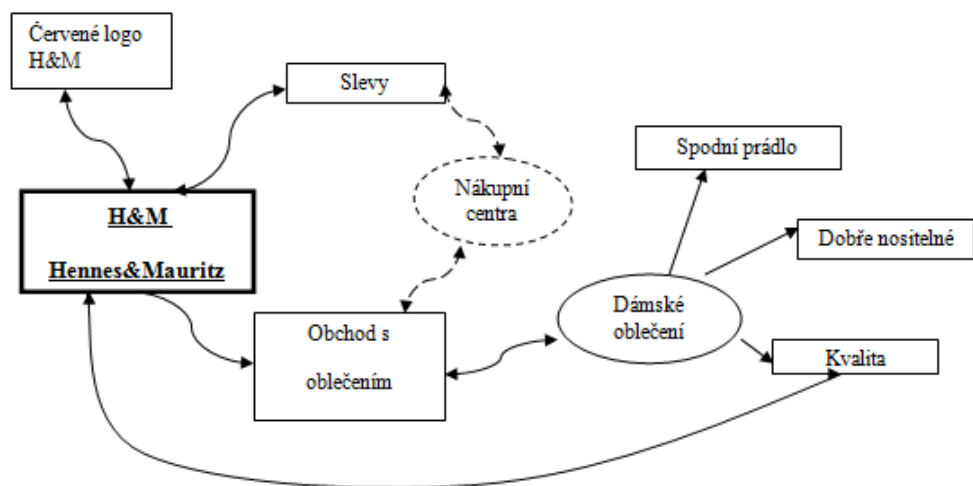 Červené logo
H&M
Slevy
Spodní prádlo
Nákupní
centra
H&M
Hennes&Mauritz
Dobře nositelné
Dámské
oblečení
Obchod s
oblečením
Kvalita